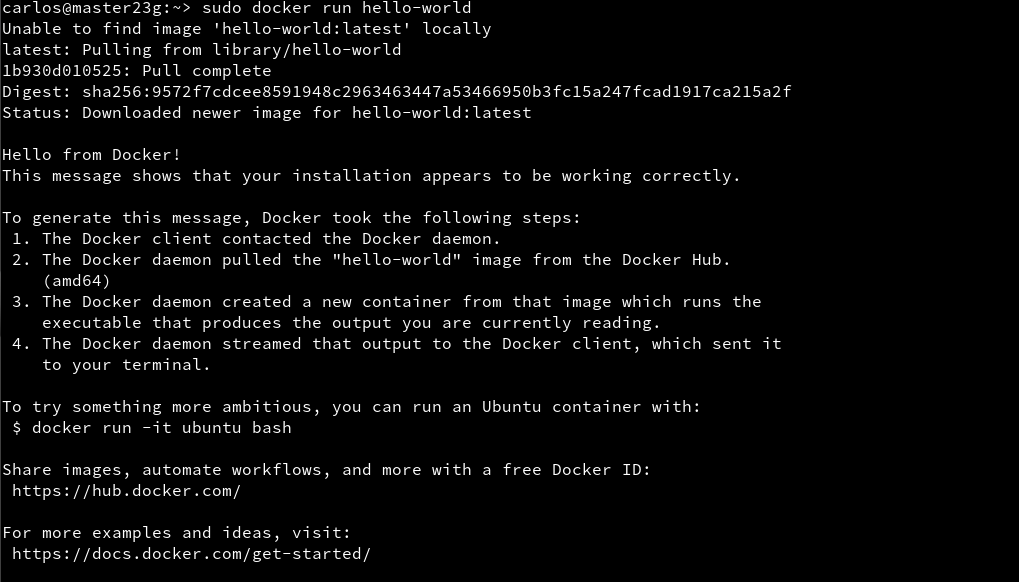 carlos@master23g:~> sudo docker run hello-world
Unable to find image 'hello-world:latest' locally
latest: Pulling from library/hello-world
1b930d010525: Pull complete
Digest: sha256:9572f7cdcee8591948c2963463447a53466950b3fc15a247fcad1917ca215a2f
Status: Downloaded newer image for hello-world:latest

Hello from Docker!
This message shows that your installation appears to be working correctly.

To generate this message, Docker took the following steps:
 1. The Docker client contacted the Docker daemon.
 2. The Docker daemon pulled the "hello-world" image from the Docker Hub.
    (amd64)
 3. The Docker daemon created a new container from that image which runs the
    executable that produces the output you are currently reading.
 4. The Docker daemon streamed that output to the Docker client, which sent it
    to your terminal.

To try something more ambitious, you can run an Ubuntu container with:
 $ docker run -it ubuntu bash

Share images, automate workflows, and more with a free Docker ID:
 https://hub.docker.com/

For more examples and ideas, visit:
 https://docs.docker.com/get-started/